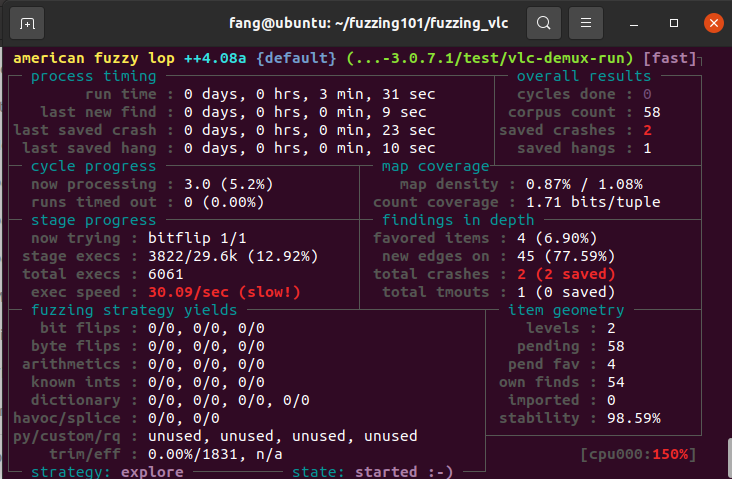 fang@ubuntu: ~/fuzzing101/fuzzing_vlc
american fuzzy lop ++4.08a {default} (...-3.0.7.1/test/vlc-demux-run) [fast]
process timing overall results
run time : 0 days, 0 hrs, 3 min, 31 sec cycles done : 0
last new find : 0 days, 0 hrs, 0 min, 9 sec corpus count : 58
last saved crash : 0 days, 0 hrs, 0 min, 23 sec saved crashes : 2
last saved hang : 0 days, 0 hrs, 0 min, 10 sec saved hangs : 1
cycle progress map coverage
now processing : 3.0 (5.2%) map density : 0.87% / 1.08%
runs timed out : 0 (0.00%) count coverage : 1.71 bits/tuple
stage progress findings in depth
now trying : bitflip 1/1 favored items : 4 (6.90%)
stage execs : 3822/29.6k (12.92%) new edges on : 45 (77.59%)
total execs : 6061 total crashes : 2 (2 saved)
exec speed : 30.09/sec (slow!) total tmouts : 1 (0 saved)
fuzzing strategy yields item geometry
bit flips : 0/0, 0/0, 0/0 levels : 2
byte flips : 0/0, 0/0, 0/0 pending : 58
arithmetics : 0/0, 0/0, 0/0 pend fav : 4
known ints : 0/0, 0/0, 0/0 own finds : 54
dictionary : 0/0, 0/0, 0/0, 0/0 imported : 0
havoc/splice : 0/0, 0/0 stability : 98.59%
py/custom/rq : unused, unused, unused, unused
trim/eff : 0.00%/1831, n/a [cpu000:150%]
strategy: explore state: started :-)